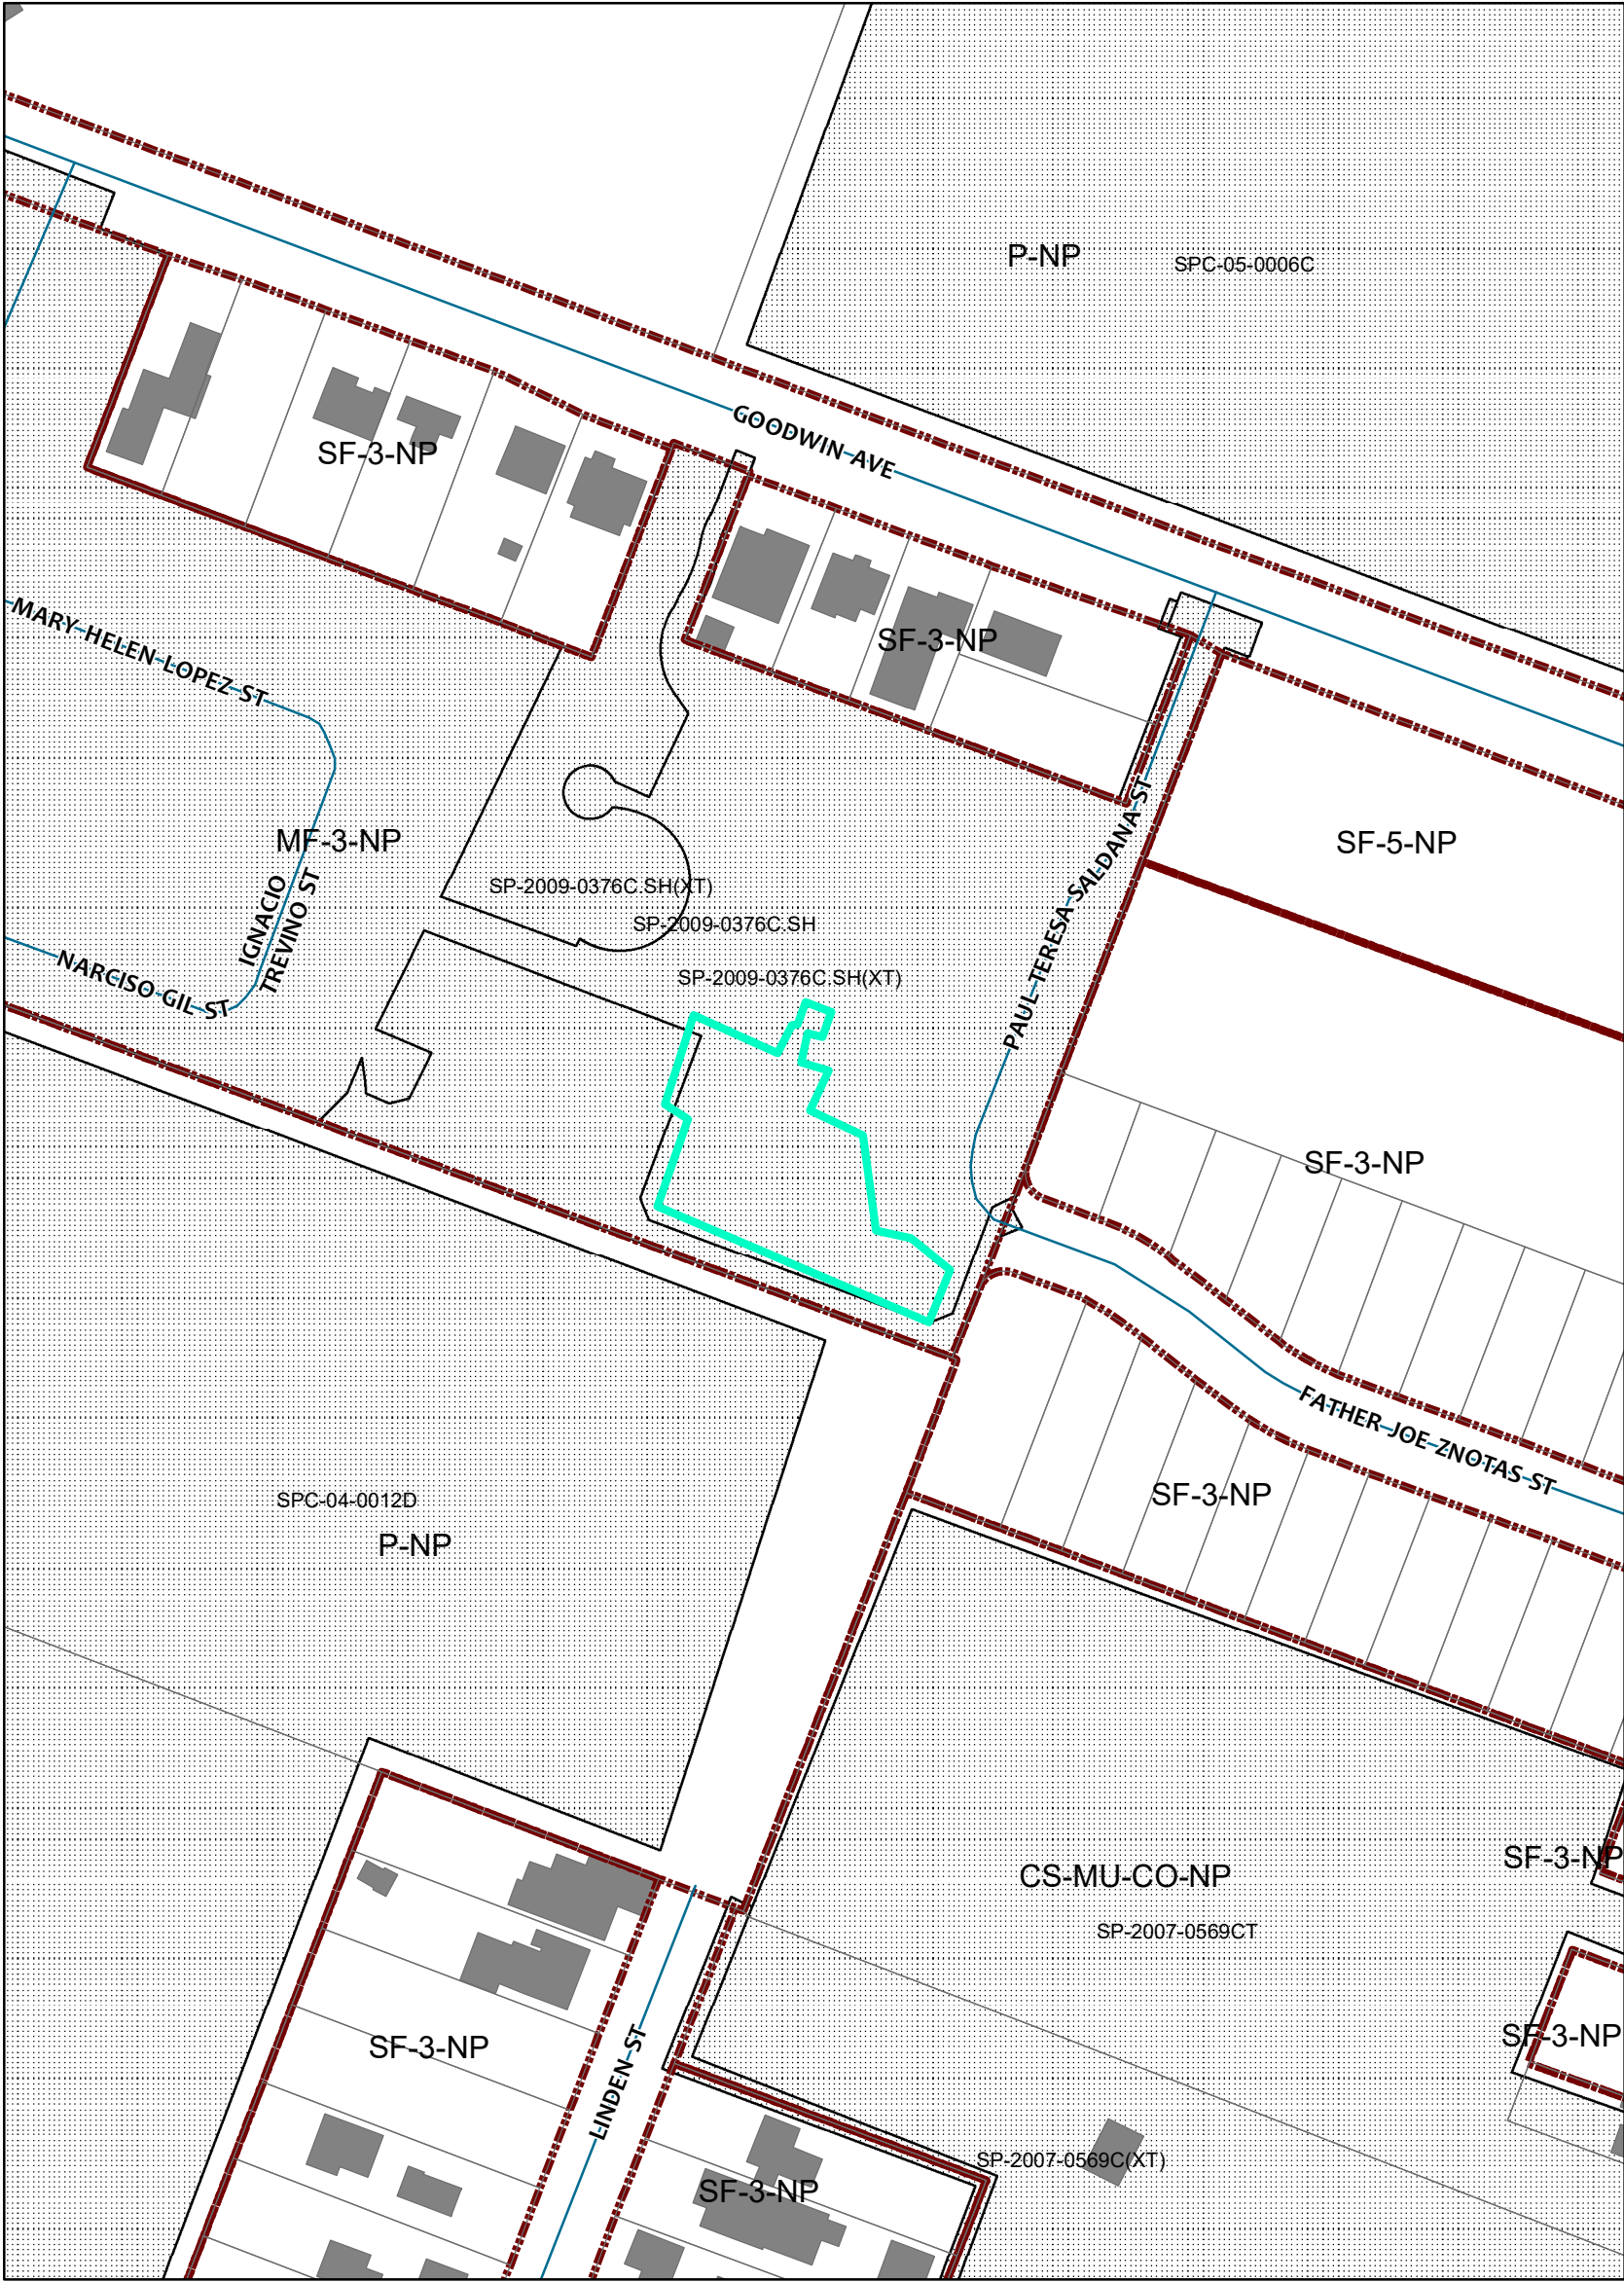 P-NP
SPC-05-0006C
GOODWIN AVE
SF-3-NP
MARY HELEN LOPEZ ST
SF-3-NP
MF-3-NP
SF-5-NP
PAUL TERESA SALDANA ST
IGNACIO
TREVINO ST
SP-2009-0376C.SH(XT)
SP-2009-0376C.SH
SP-2009-0376C.SH(XT)
NARCISO GIL ST
SF-3-NP
FATHER JOE ZNOTAS ST
SF-3-NP
SPC-04-0012D
P-NP
SF-3-NP
CS-MU-CO-NP
SP-2007-0569CT
SF-3-NP
SF-3-NP
LINDEN ST
SP-2007-0569C(XT)
SF-3-NP